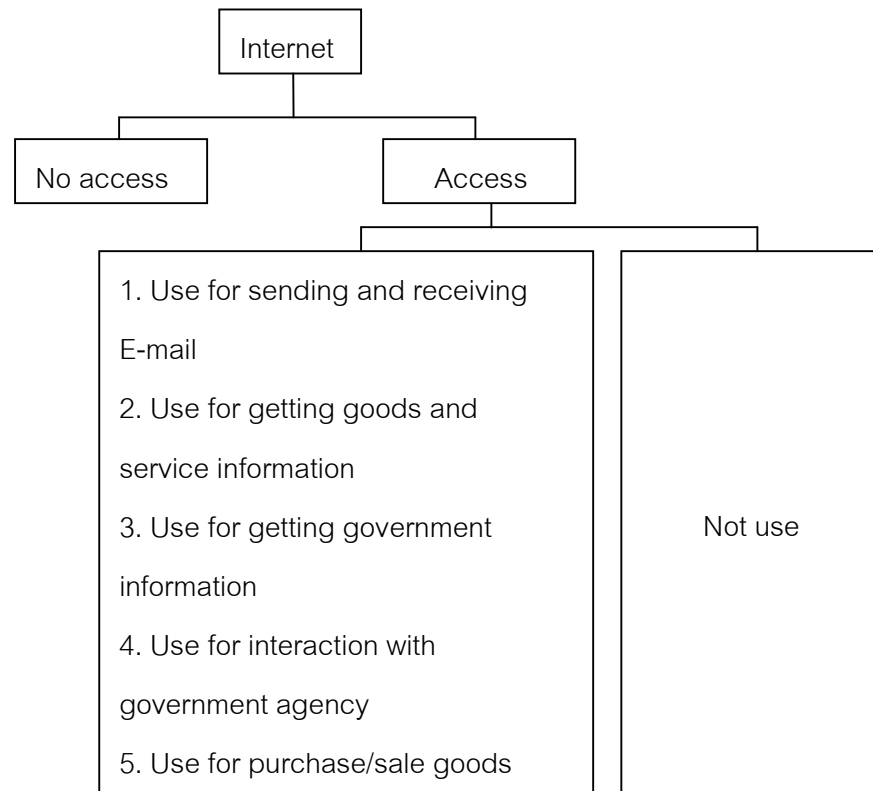 Internet
No access
Access
1. Use for sending and receiving
E-mail
2. Use for getting goods and
service information
3. Use for getting government
information
4. Use for interaction with
government agency
5. Use for purchase/sale goods
Not use